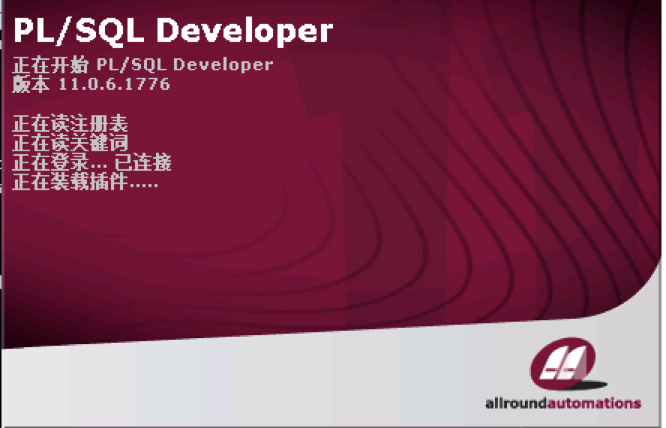 PL/SQL Developer
正在开始 PL/SQL Developer
版本 11.0.6.1776
正在读注册表
正在读关键词
正在登录... 已连接
正在装载插件.....
allroundautomations